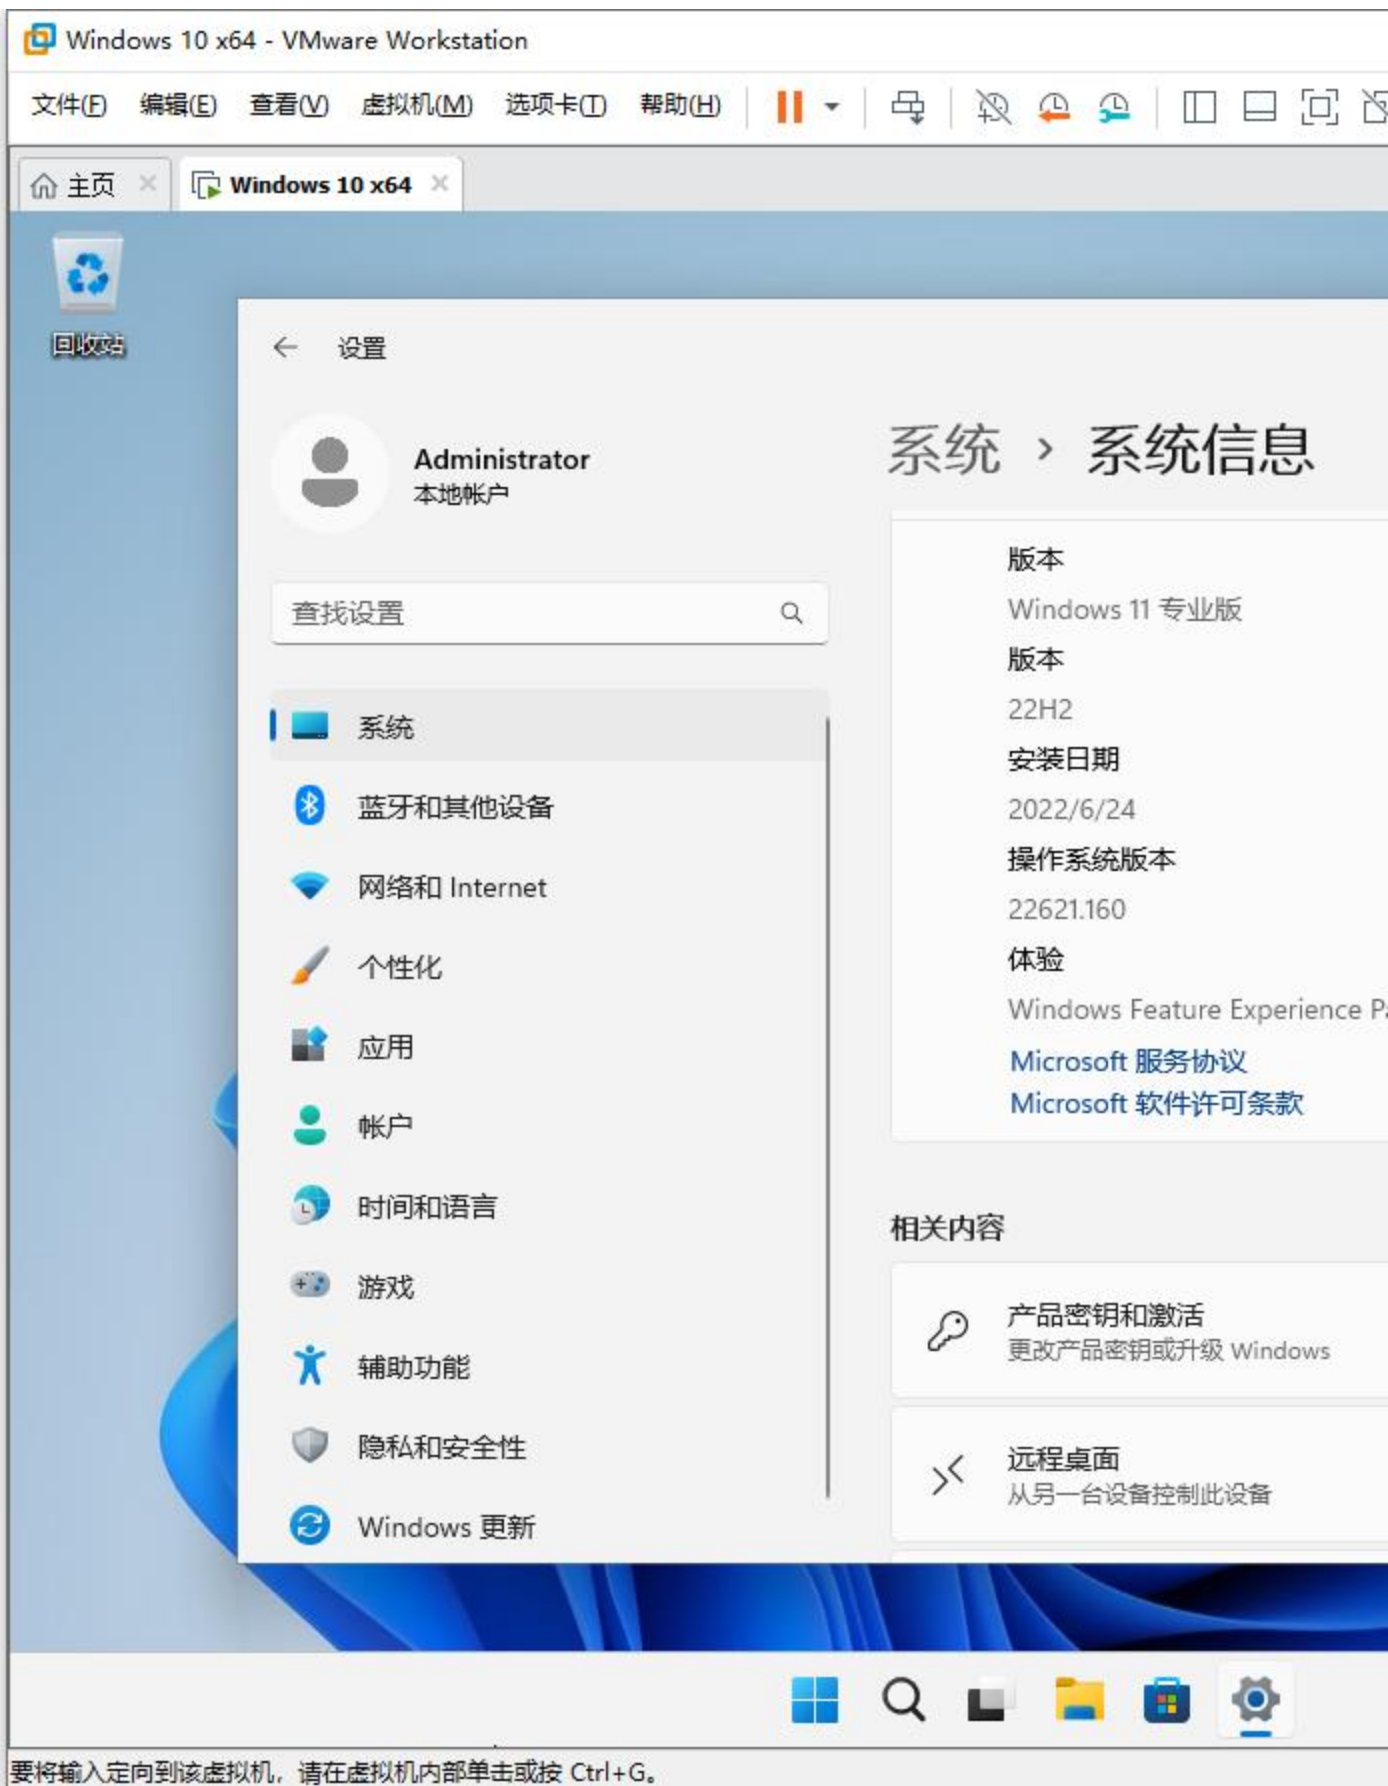 Windows 10 x64 - VMware Workstation
文件(F) 编辑(E) 查看(V) 虚拟机(M) 选项卡(T) 帮助(H)
主页 Windows 10 x64
回收站
设置
Administrator
本地帐户
查找设置
系统
蓝牙和其他设备
网络和 Internet
个性化
应用
帐户
时间和语言
游戏
辅助功能
隐私和安全性
Windows 更新
系统 › 系统信息
版本
Windows 11 专业版
版本
22H2
安装日期
2022/6/24
操作系统版本
22621.160
体验
Windows Feature Experience
Microsoft 服务协议
Microsoft 软件许可条款
相关内容
产品密钥和激活
更改产品密钥或升级 Windows
远程桌面
从另一台设备控制此设备
要将输入定向到该虚拟机，请在虚拟机内部单击或按 Ctrl+G。